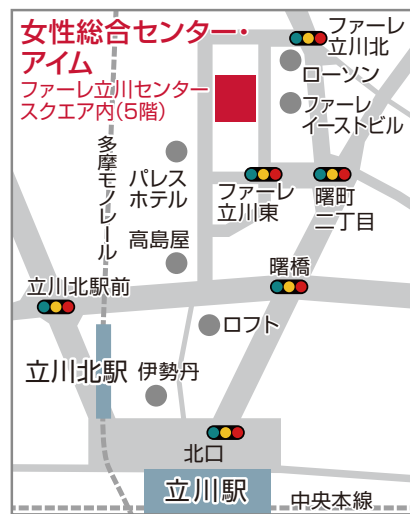 女性総合センター・
アイム
ファーレ立川センター
スクエア内(5階)
ファーレ
立川北
ローソン
ファーレ
イーストビル
多摩モノレール
パレス
ホテル
ファーレ
立川東
曙町
二丁目
高島屋
曙橋
立川北駅前
ロフト
立川北駅
伊勢丹
北口
立川駅
中央本線